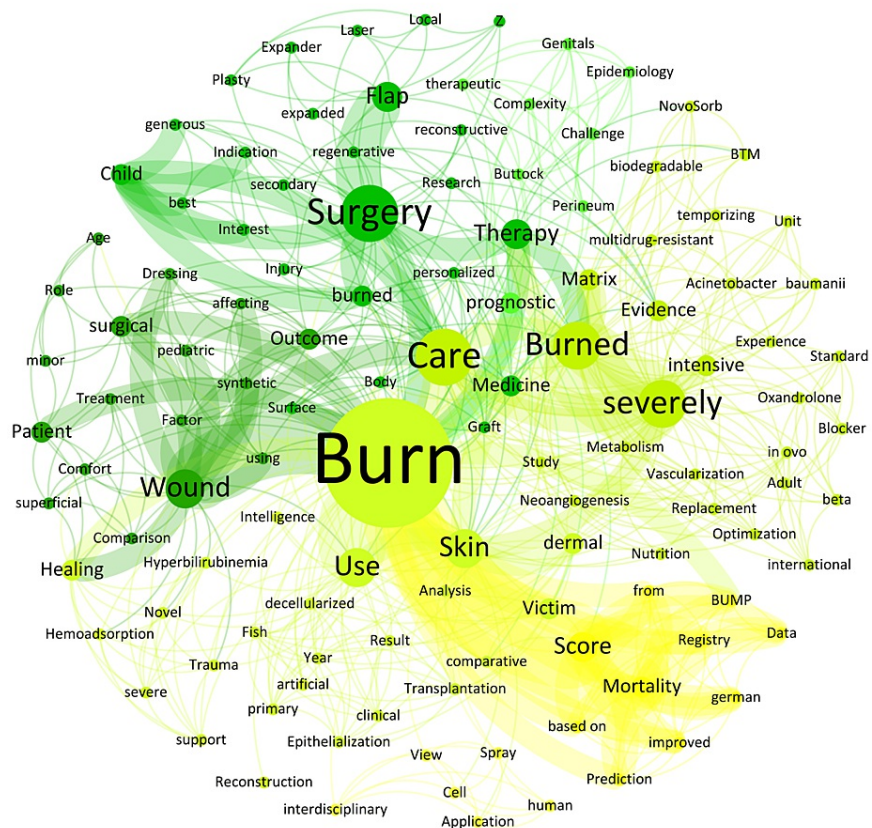 Local
Z
Laser
Expander
Genitals
Plasty
therapeutic
Epidemiology
Flap
Complexity
NovoSorb
expanded
generous
reconstructive
Challenge
Indication
regenerative
BTM
Child
biodegradable
Buttock
secondary
Research
best
Surgery
Perineum
temporizing
Unit
Interest
Therapy
Age
multidrug-resistant
Dressing
Injury
personalized
Matrix
Acinetobacter
baumanii
Role
affecting
burned
prognostic
Evidence
surgical
Outcome
Experience
pediatric
Care
Burned
Standard
minor
intensive
synthetic
Body
Medicine
Treatment
severely
Oxandrolone
Surface
Patient
Factor
Graft
Blocker
Metabolism
in ovo
Comfort
using
Burn
Study
Vascularization
Adult
Wound
superficial
Neoangiogenesis
Replacement
beta
Intelligence
Comparison
Optimization
Skin
dermal
Hyperbilirubinemia
Nutrition
Healing
Use
international
Analysis
from
decellularized
BUMP
Novel
Victim
Hemoadsorption
Fish
Result
Score
Registry
Data
Year
Trauma
comparative
artificial
Transplantation
Mortality
severe
german
primary
clinical
based on
support
Epithelialization
improved
View
Spray
Reconstruction
Prediction
Cell
interdisciplinary
human
Application